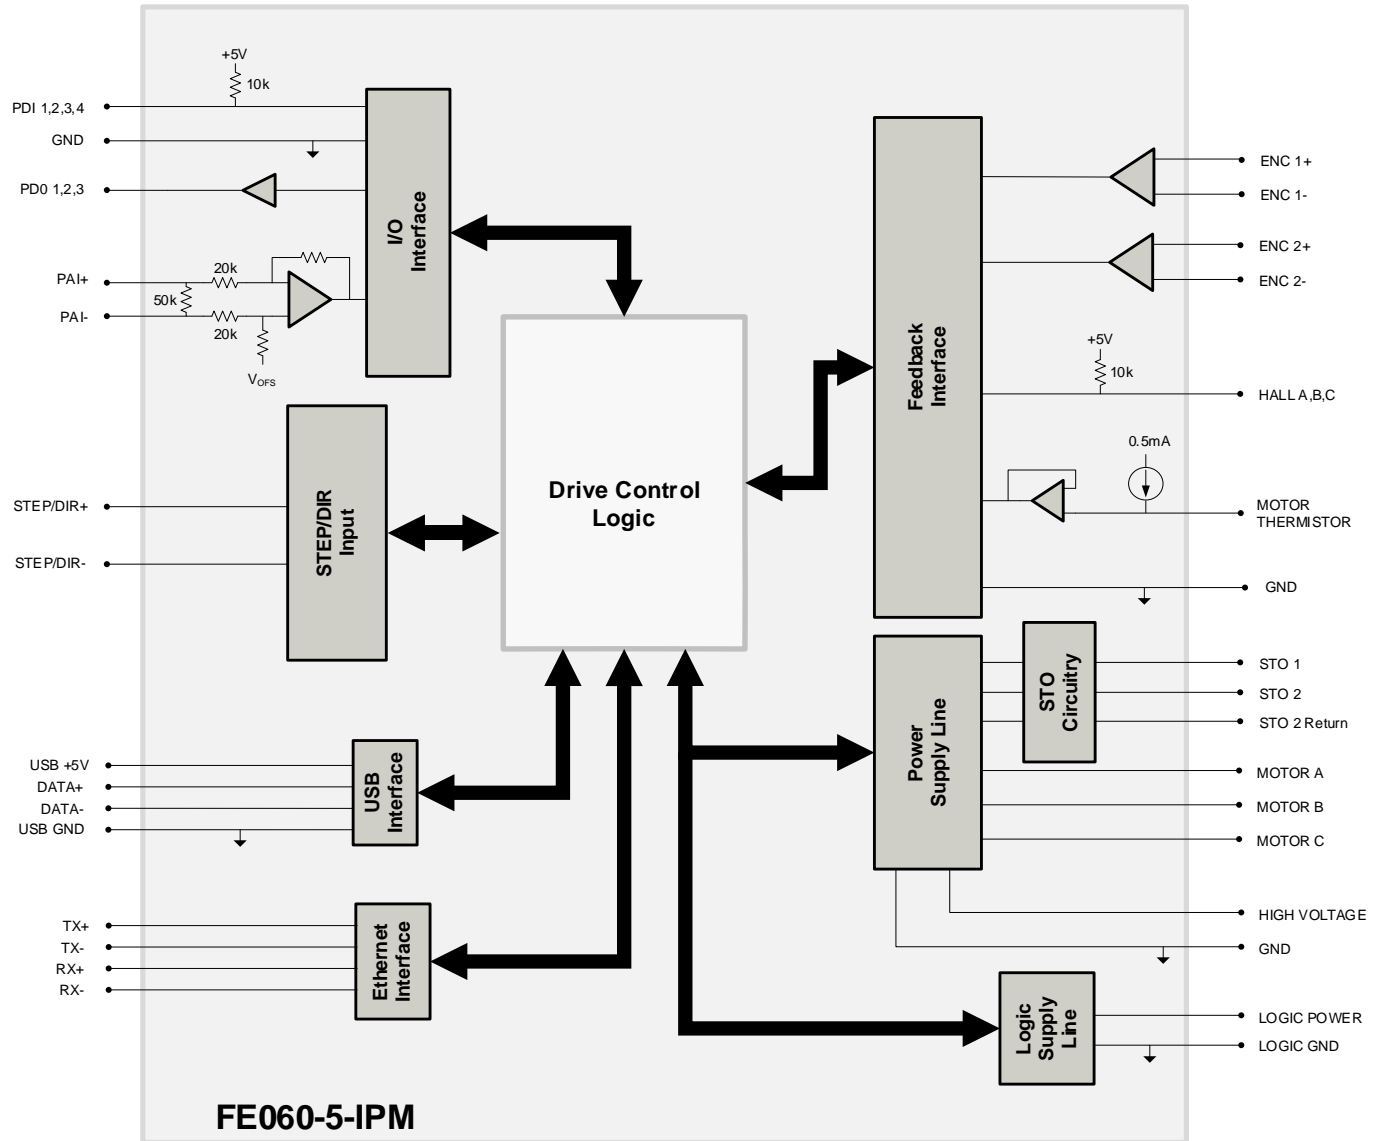 +5V
10k
PDI 1,2,3,4
GND
PD0 1,2,3
PAI+
20k
50k
PAI-
20k
VOFS
I/O
Interface
STEP/DIR+
STEP/DIR-
STEP/DIR
Input
USB +5V
DATA+
DATA-
USB GND
USB
Interface
TX+
TX-
RX+
RX-
Ethernet
Interface
Drive Control
Logic
Feedback
Interface
ENC 1+
ENC 1-
ENC 2+
ENC 2-
+5V
10k
HALL A,B,C
0.5mA
MOTOR
THERMISTOR
GND
Power
Supply Line
STO
Circuitry
STO 1
STO 2
STO 2 Return
MOTOR A
MOTOR B
MOTOR C
HIGH VOLTAGE
GND
Logic
Supply
Line
LOGIC POWER
LOGIC GND
FE060-5-IPM